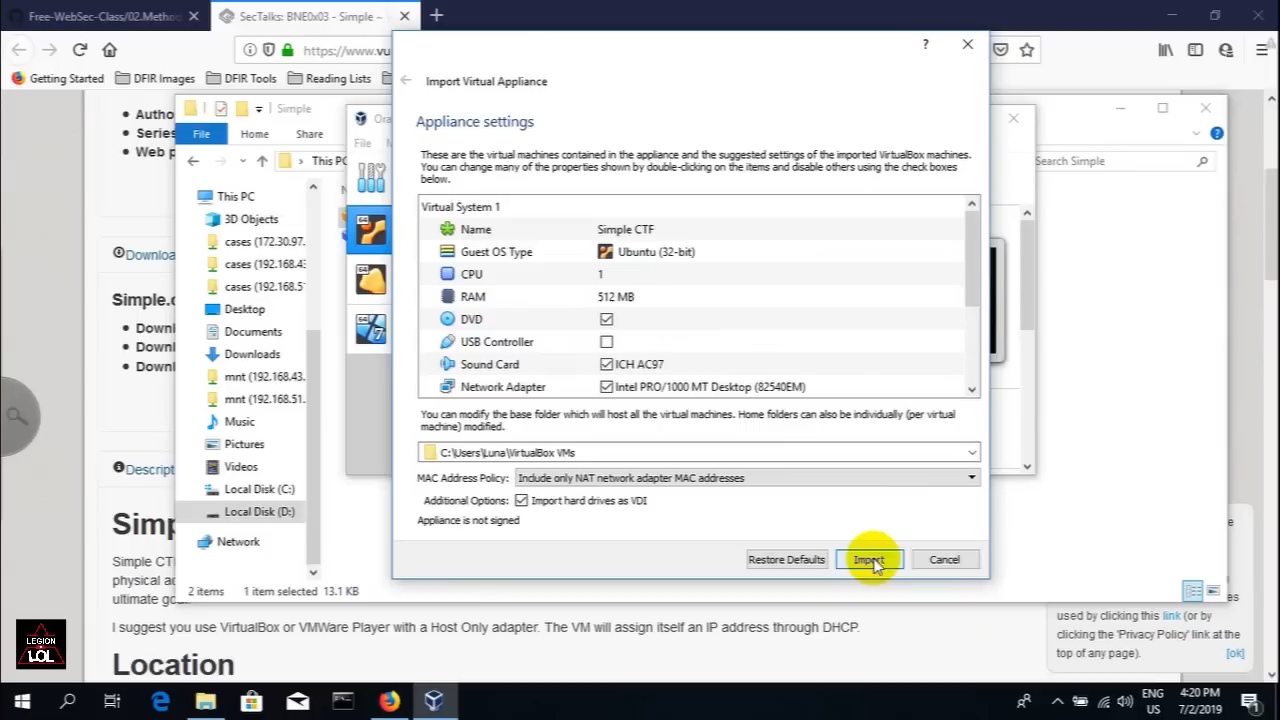 Free-WebSec-Class/02.Method
SecTalks: BNE0x03 - Simple ~
https://www.vu
Getting Started
DFIR Images
DFIR Tools
Reading Lists
Autho
Series
Web p
Downloa
Simple.c
Downl
Downl
Downl
Descript
Simp
Simple CT
physical ac
ultimate goa
I suggest you use VirtualBox or VMWare Player with a Host Only adapter. The VM will assign itself an IP address through DHCP.
Location
e
es
used by clicking this link (or by
clicking the 'Privacy Policy' link at
the top of any page).
[ok]
Simple
File
Home
Share
This PC
Search Simple
This PC
3D Objects
cases (172.30.97.
cases (192.168.43
cases (192.168.5
Desktop
Documents
Downloads
mnt (192.168.43.
mnt (192.168.51.
Music
Pictures
Videos
Local Disk (C:)
Local Disk (D:)
Network
2 items
1 item selected 13.1 KB
Ora
File
64
64
64
7
?
Import Virtual Appliance
Appliance settings
These are the virtual machines contained in the appliance and the suggested settings of the imported VirtualBox machines.
You can change many of the properties shown by double-clicking on the items and disable others using the check boxes
below.
Virtual System 1
Name
Simple CTF
Guest OS Type
Ubuntu (32-bit)
CPU
1
RAM
512 MB
DVD
USB Controller
Sound Card
ICH AC97
Network Adapter
Intel PRO/1000 MT Desktop (82540EM)
You can modify the base folder which will host all the virtual machines. Home folders can also be individually (per virtual
machine) modified.
C:\Users\Luna\VirtualBox VMs
MAC Address Policy:
Include only NAT network adapter MAC addresses
Additional Options:
Import hard drives as VDI
Appliance is not signed
Restore Defaults
Import
Cancel
LEGION
LOL
ENG
US
4:20 PM
7/2/2019
1